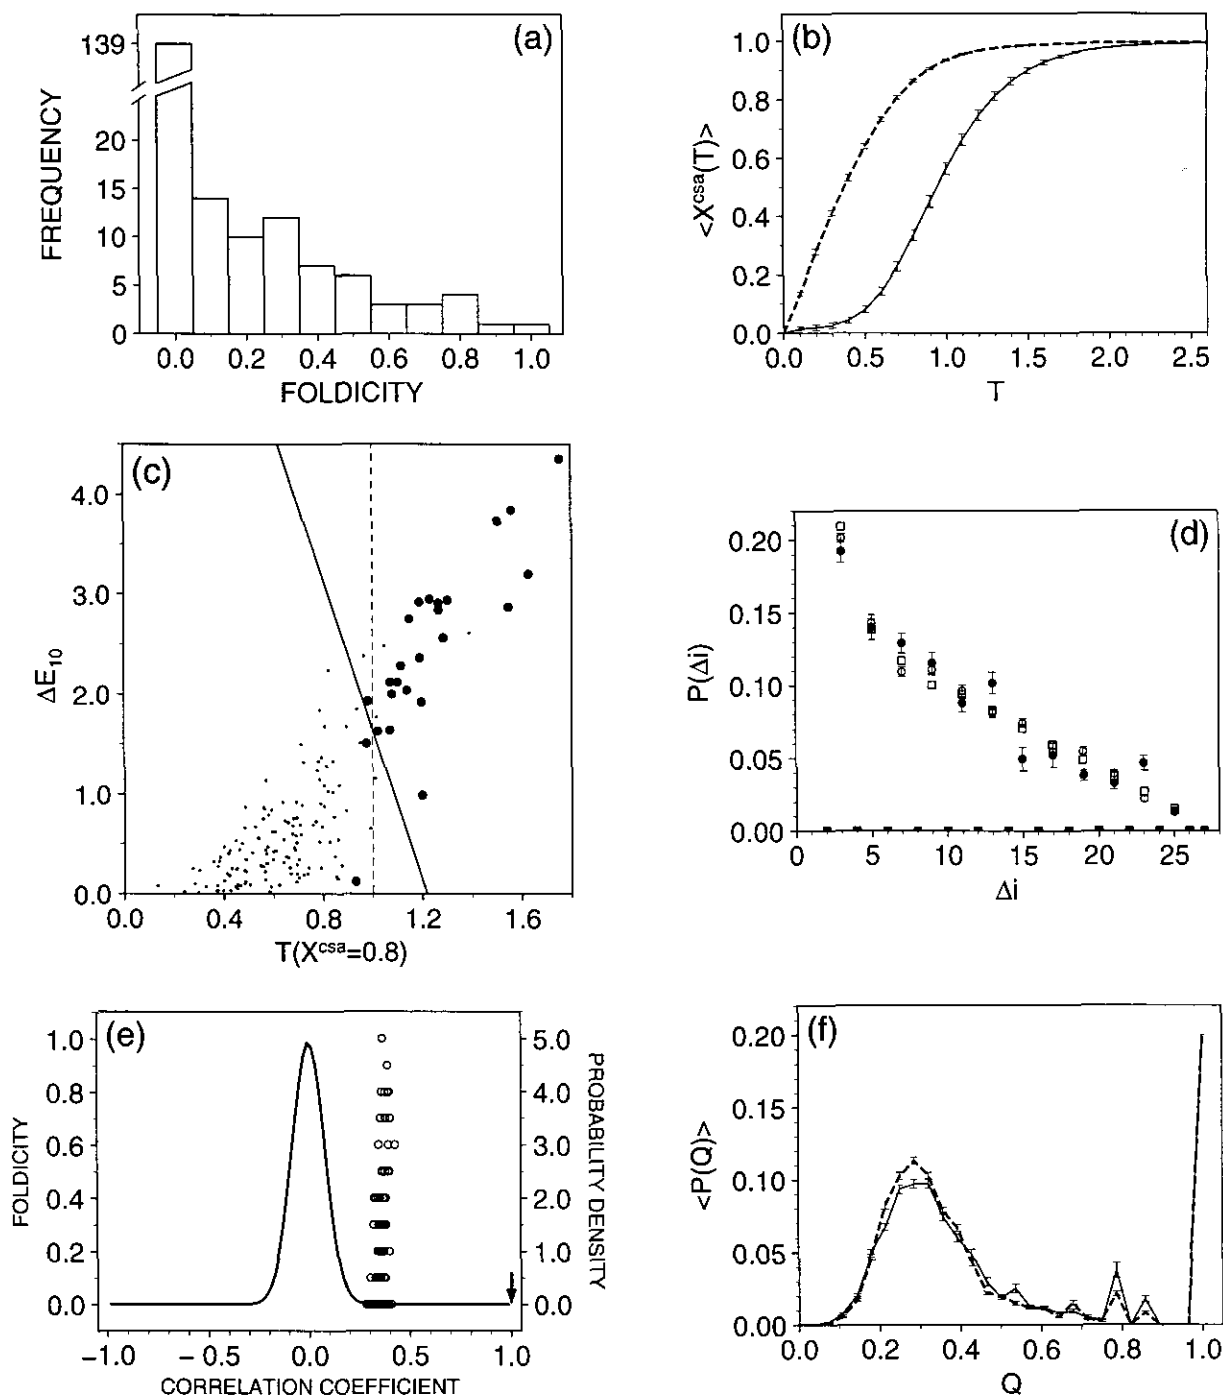 (a)
139
20
15
10
5
0
FREQUENCY
0.0 0.2 0.4 0.6 0.8 1.0
FOLDICITY
(b)
1.0
0.8
0.6
0.4
0.2
0.0
<X^csa(T)>
0.0 0.5 1.0 1.5 2.0 2.5
T
(c)
4.0
3.0
2.0
1.0
0.0
ΔE₁₀
0.0 0.4 0.8 1.2 1.6
T(X^csa=0.8)
(d)
0.20
0.15
0.10
0.05
0.00
P(Δi)
0 5 10 15 20 25
Δi
(e)
1.0
0.8
0.6
0.4
0.2
0.0
FOLDICITY
5.0
4.0
3.0
2.0
1.0
0.0
PROBABILITY DENSITY
−1.0 −0.5 0.0 0.5 1.0
CORRELATION COEFFICIENT
(f)
0.20
0.15
0.10
0.05
0.00
<P(Q)>
0.0 0.2 0.4 0.6 0.8 1.0
Q